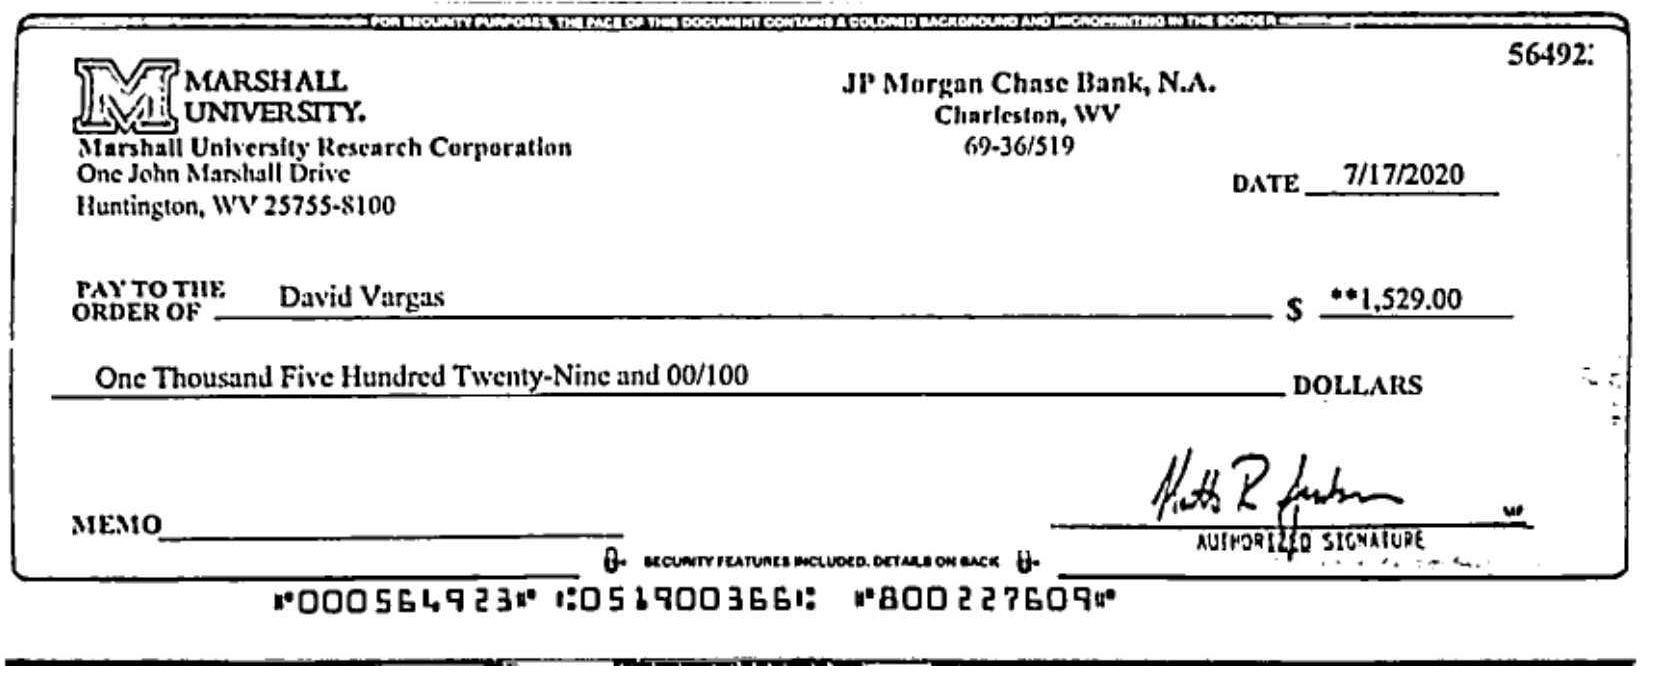 FOR SECURITY PURPOSES, THE FACE OF THIS DOCUMENT CONTAINS A COLORED BACKGROUND AND MICROPRINTING IN THE BORDER
56492
M MARSHALL
UNIVERSITY.
Marshall University Research Corporation
One John Marshall Drive
Huntington, WV 25755-8100
JP Morgan Chase Bank, N.A.
Charleston, WV
69-36/519
DATE 7/17/2020
PAY TO THE
ORDER OF David Vargas $ **1,529.00
One Thousand Five Hundred Twenty-Nine and 00/100 DOLLARS
MEMO
AUTHORIZED SIGNATURE
MP
SECURITY FEATURES INCLUDED. DETAILS ON BACK
⑈000564923⑈ ⑆051900366⑆ ⑈800227609⑈